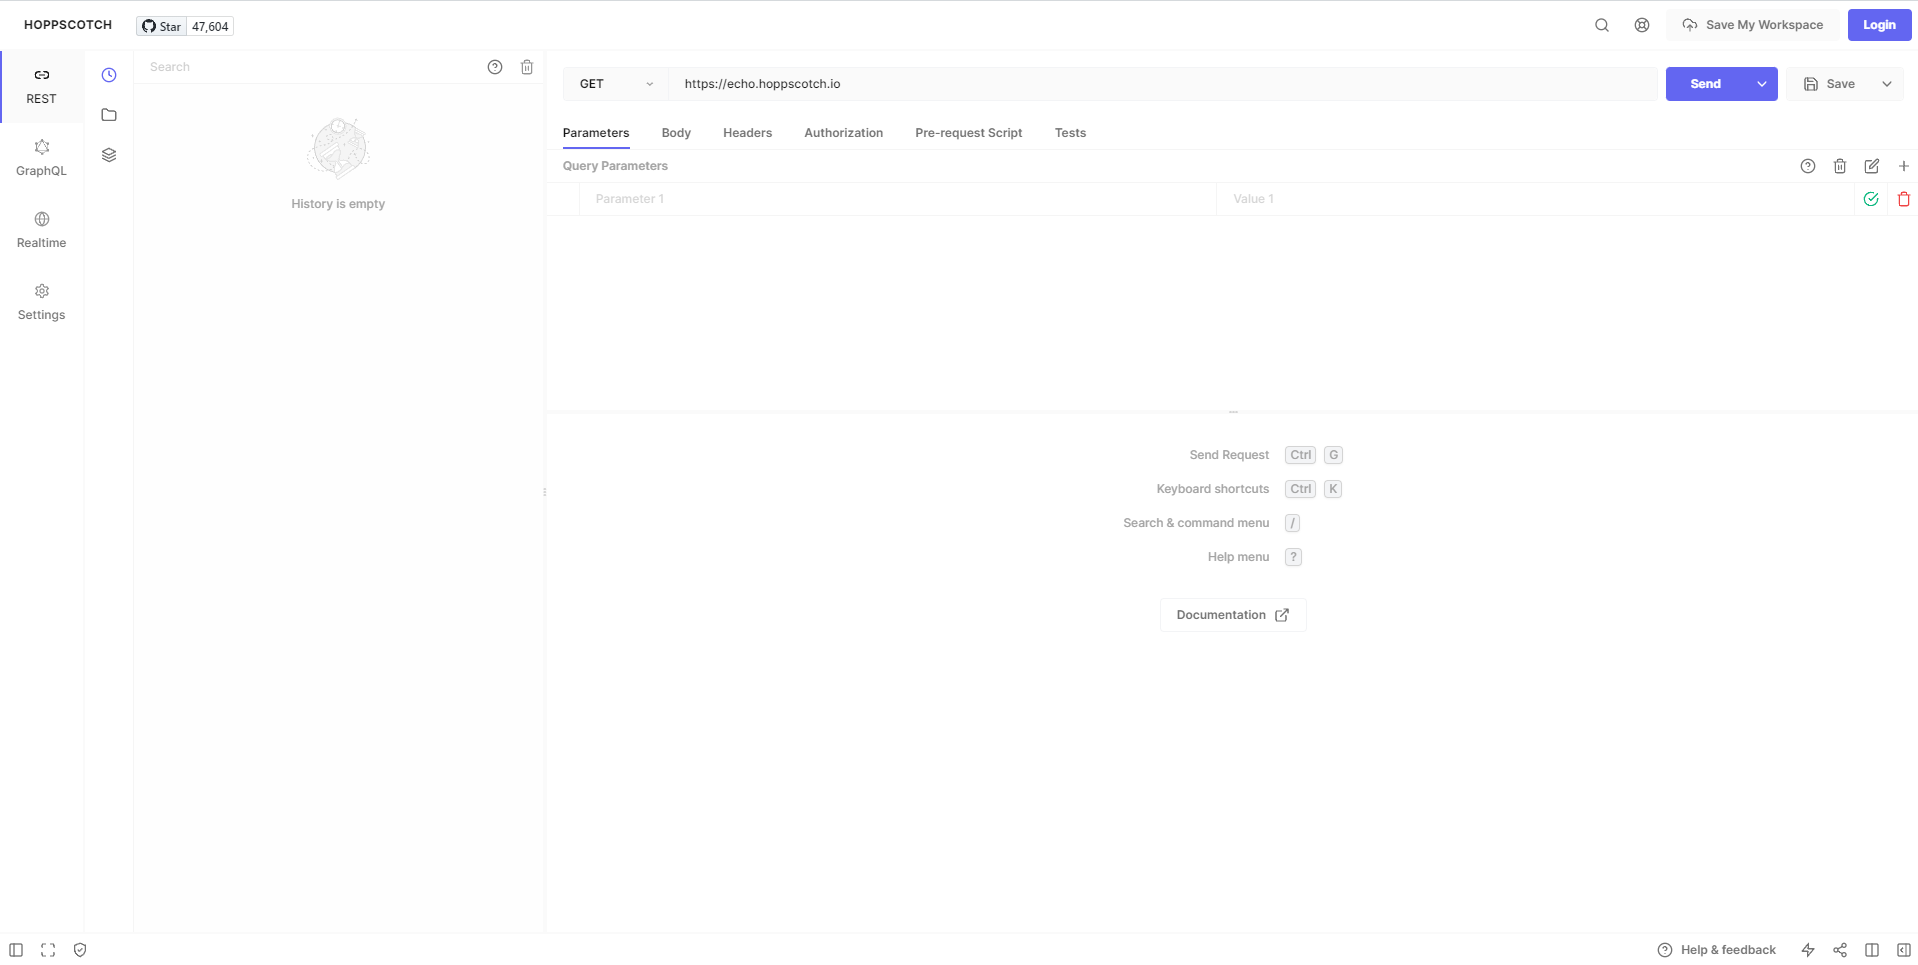 HOPPSCOTCH
Star 47,604
Save My Workspace
Login
REST
GraphQL
Realtime
Settings
Search
History is empty
GET
https://echo.hoppscotch.io
Send
Save
Parameters Body Headers Authorization Pre-request Script Tests
Query Parameters
Parameter 1 Value 1
Send Request Ctrl G
Keyboard shortcuts Ctrl K
Search & command menu /
Help menu ?
Documentation
Help & feedback